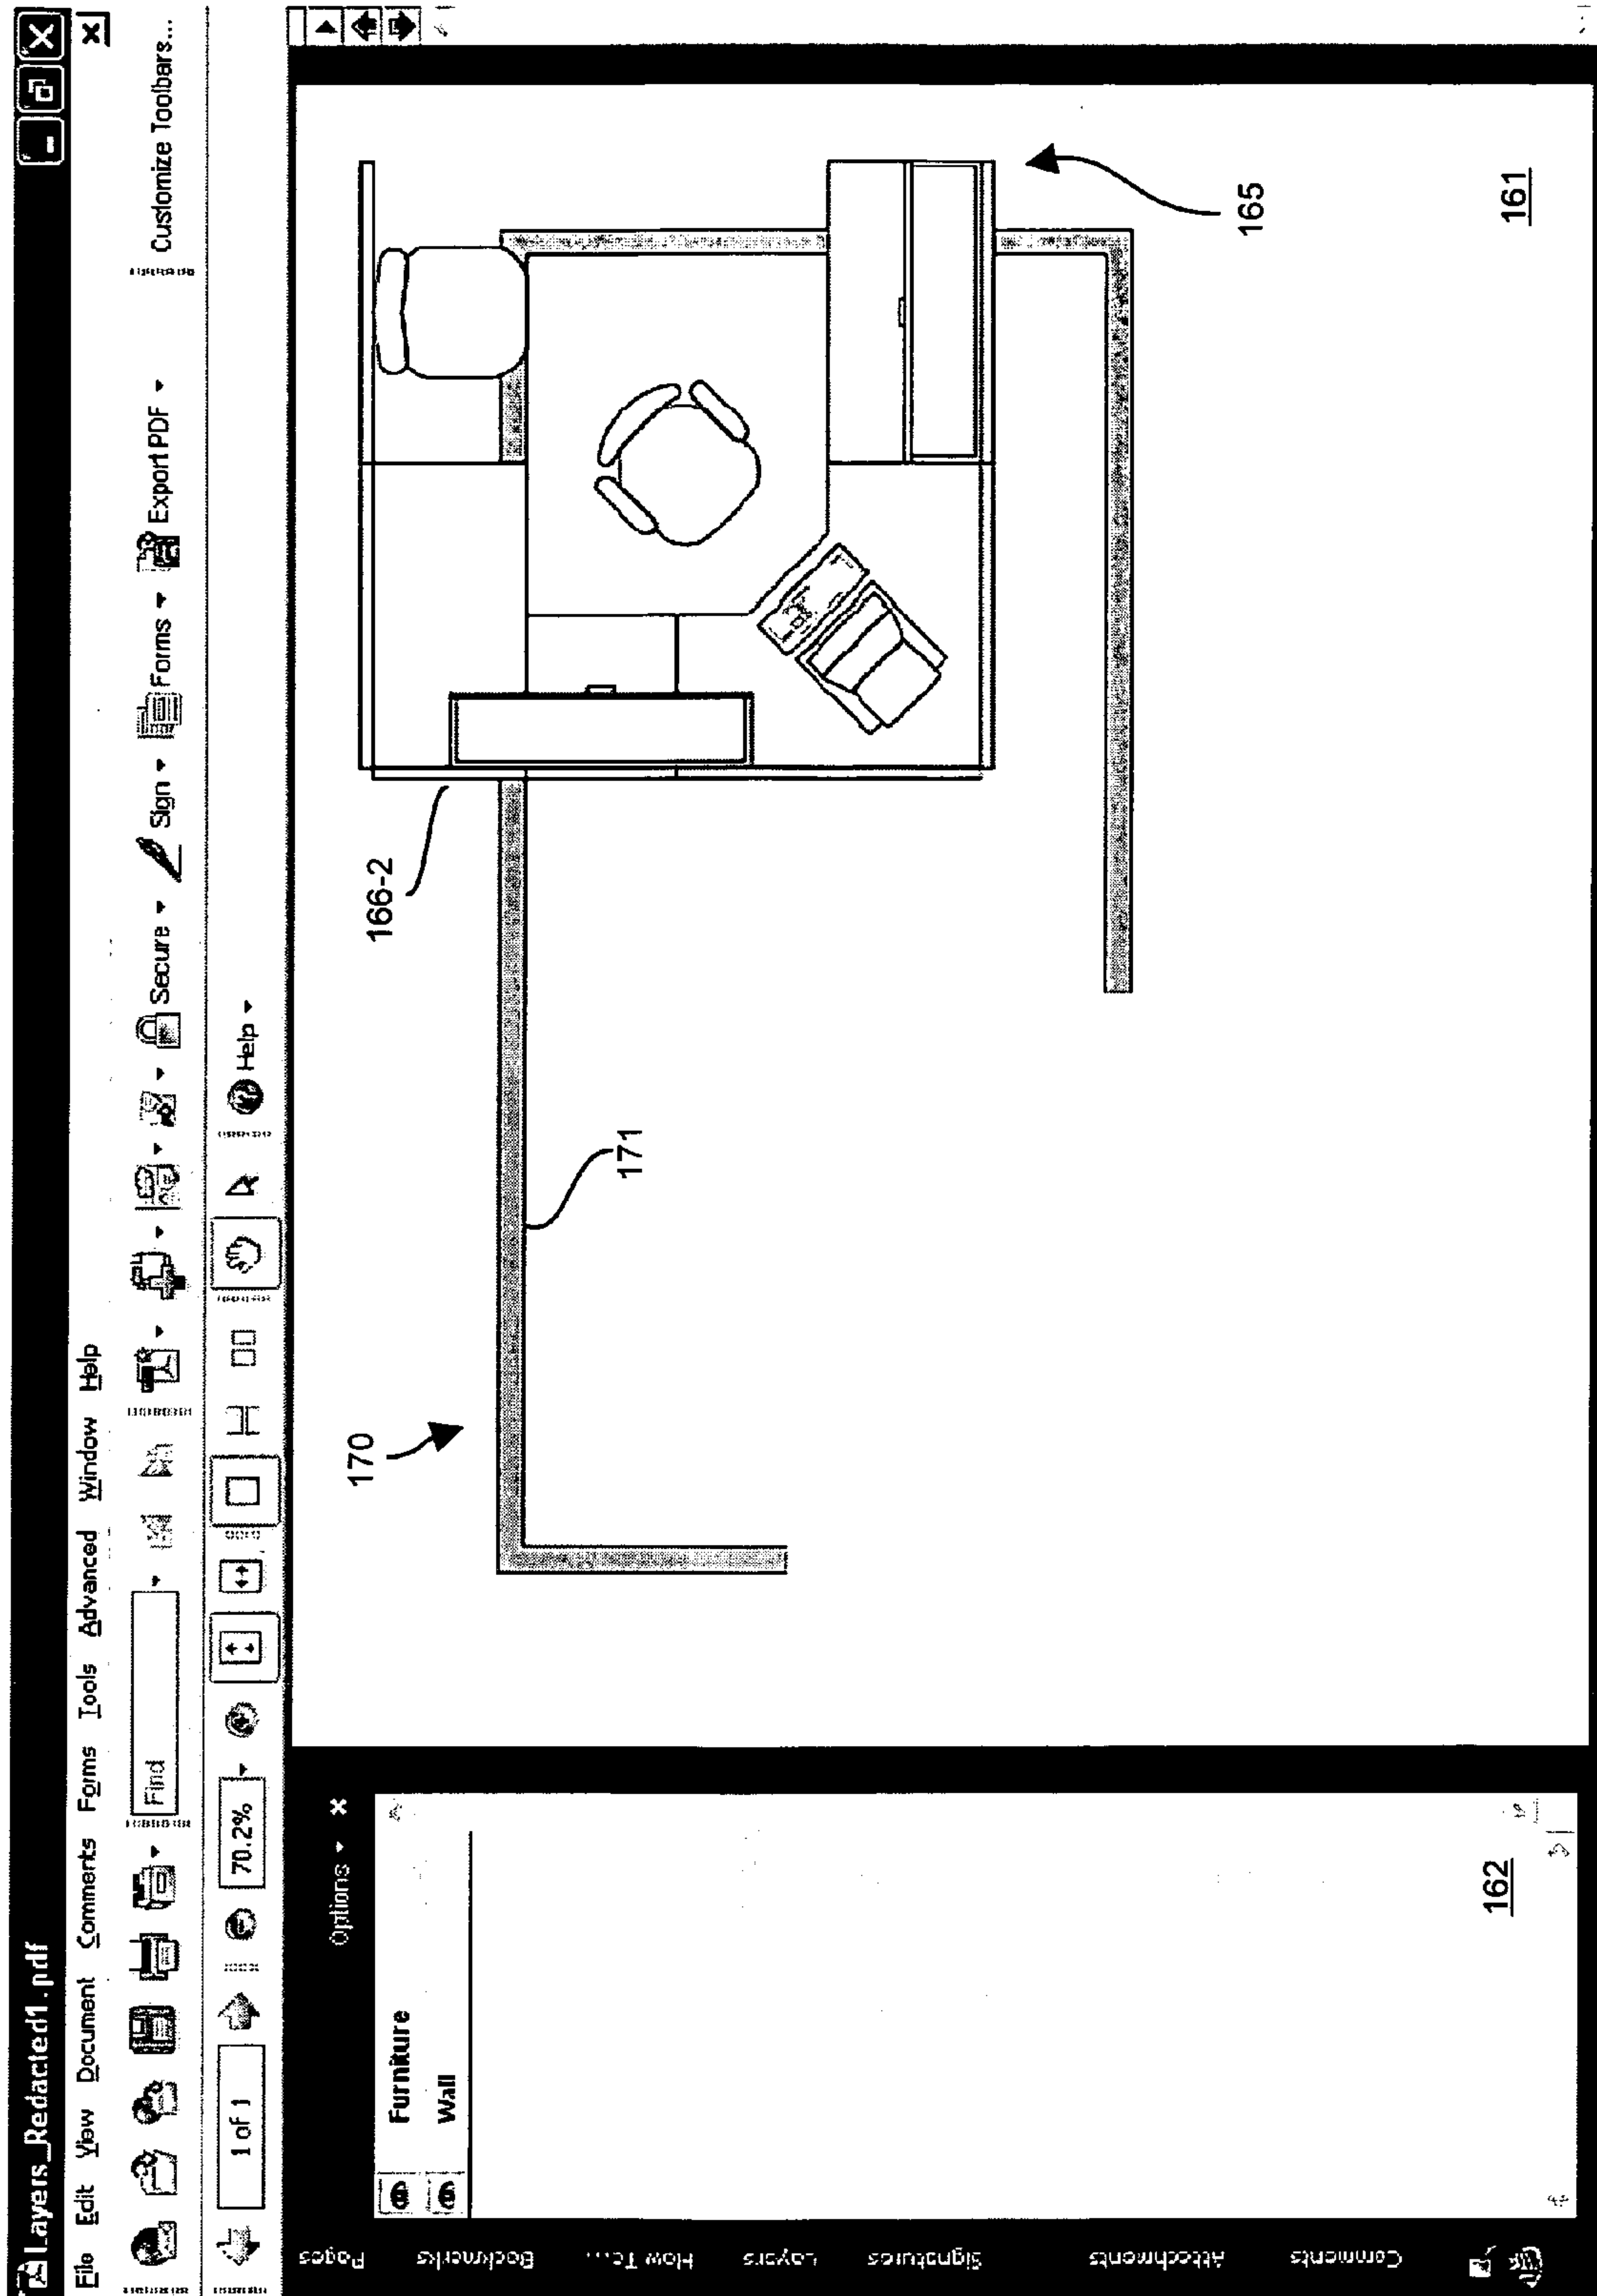 Layers_Redacted1.pdf
File Edit View Document Comments Forms Tools Advanced Window Help
Find
Secure Sign Forms Export PDF Customize Toolbars...
1 of 1 70.2% Help
Options
Furniture
Wall
Pages
Bookmarks
How To...
Layers
Signatures
Attachments
Comments
162
170
171
166-2
165
161